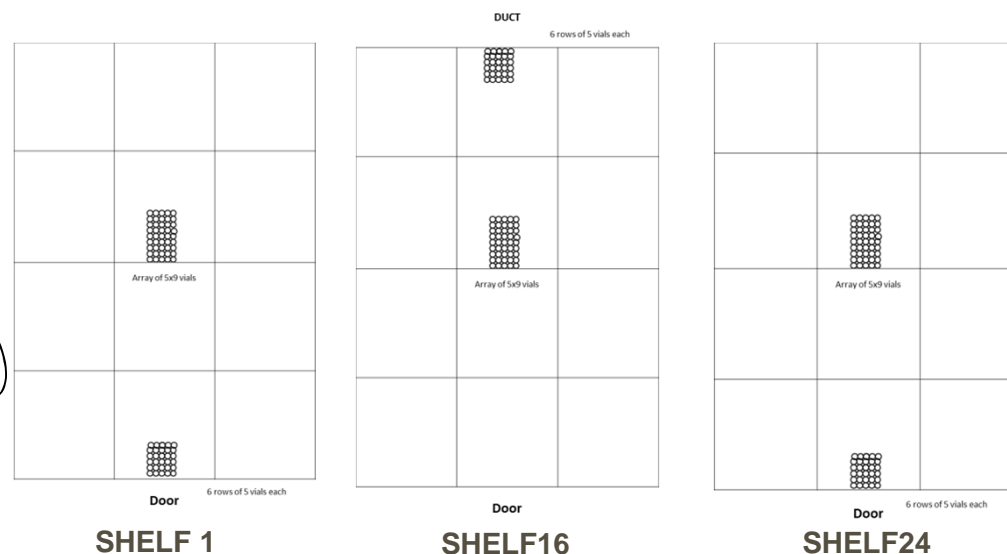 DUCT
6 rows of 5 vials each
Array of 5x9 vials
Array of 5x9 vials
Array of 5x9 vials
Door
6 rows of 5 vials each
Door
Door
6 rows of 5 vials each
SHELF 1
SHELF16
SHELF24